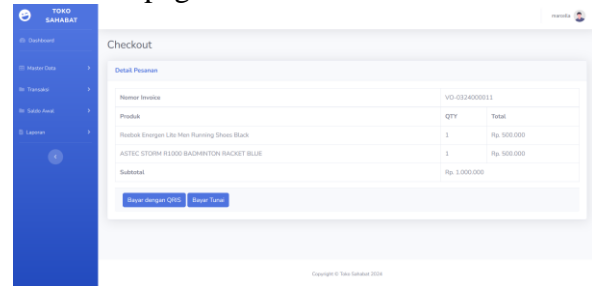 TOKO
SAHABAT
Dashboard
Master Data
Transaksi
Saldo Awal
Laporan
Checkout
Detail Pesanan
Nomor Invoice VO-0324000011
Produk QTY Total
Reebok Energen Lite Men Running Shoes Black 1 Rp. 500.000
ASTEC STORM R1000 BADMINTON RACKET BLUE 1 Rp. 500.000
Subtotal Rp. 1.000.000
Bayar dengan QRIS Bayar Tunai
Copyright © Toko Sahabat 2024